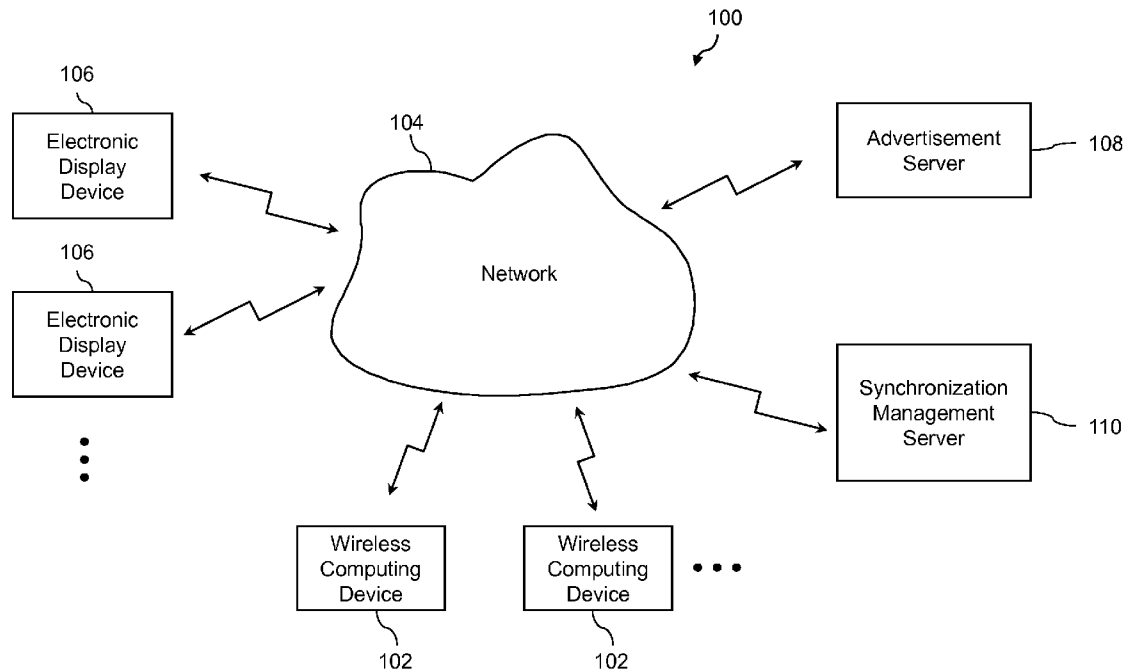 100
106
Electronic
Display
Device
104
Advertisement
Server
108
106
Electronic
Display
Device
Network
Synchronization
Management
Server
110
Wireless
Computing
Device
102
Wireless
Computing
Device
102